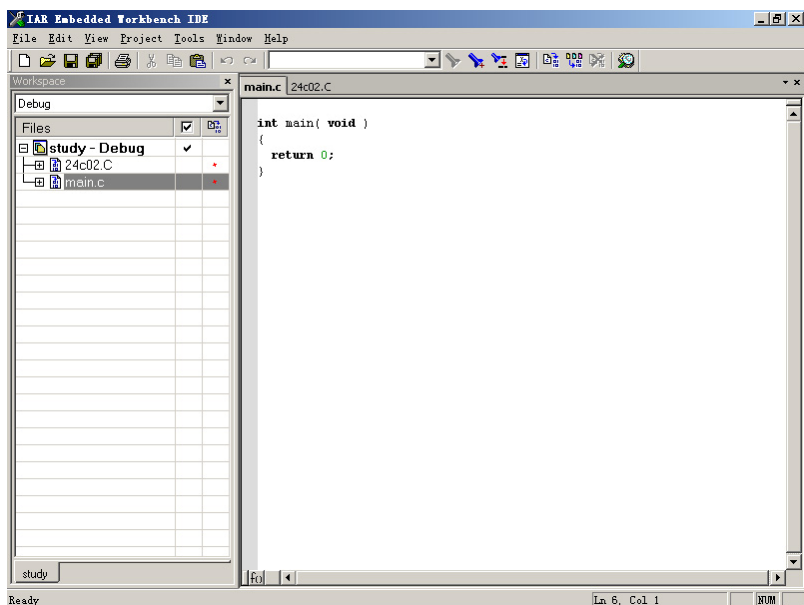 IAR Embedded Workbench IDE
File Edit View Project Tools Window Help
Workspace
Debug
Files
study - Debug
24c02.C
main.c
study
main.c 24c02.C
int main( void )
{
return 0;
}
f()
Ready
Ln 6, Col 1
NUM